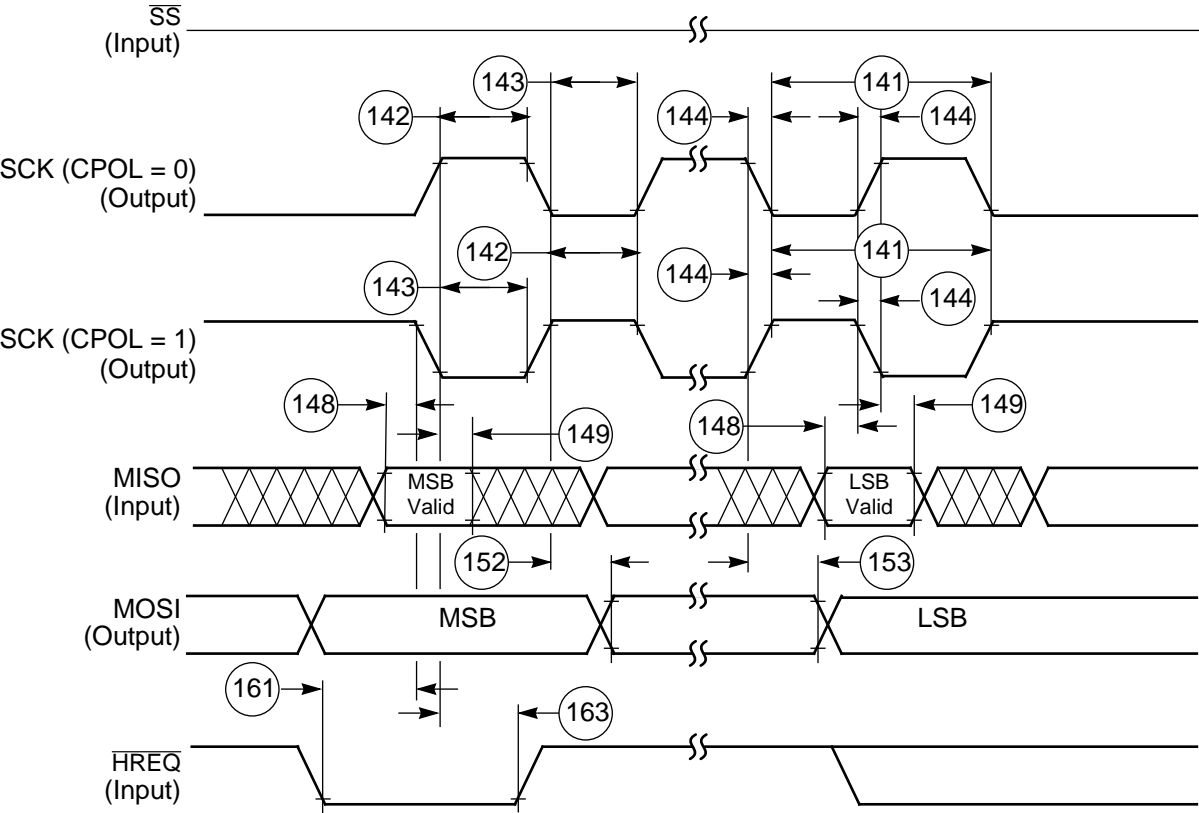 SS
(Input)
143
141
142
144
144
SCK (CPOL = 0)
(Output)
142
141
144
143
144
SCK (CPOL = 1)
(Output)
148
149
148
149
MISO
(Input)
MSB
Valid
LSB
Valid
152
153
MOSI
(Output)
MSB
LSB
161
163
HREQ
(Input)